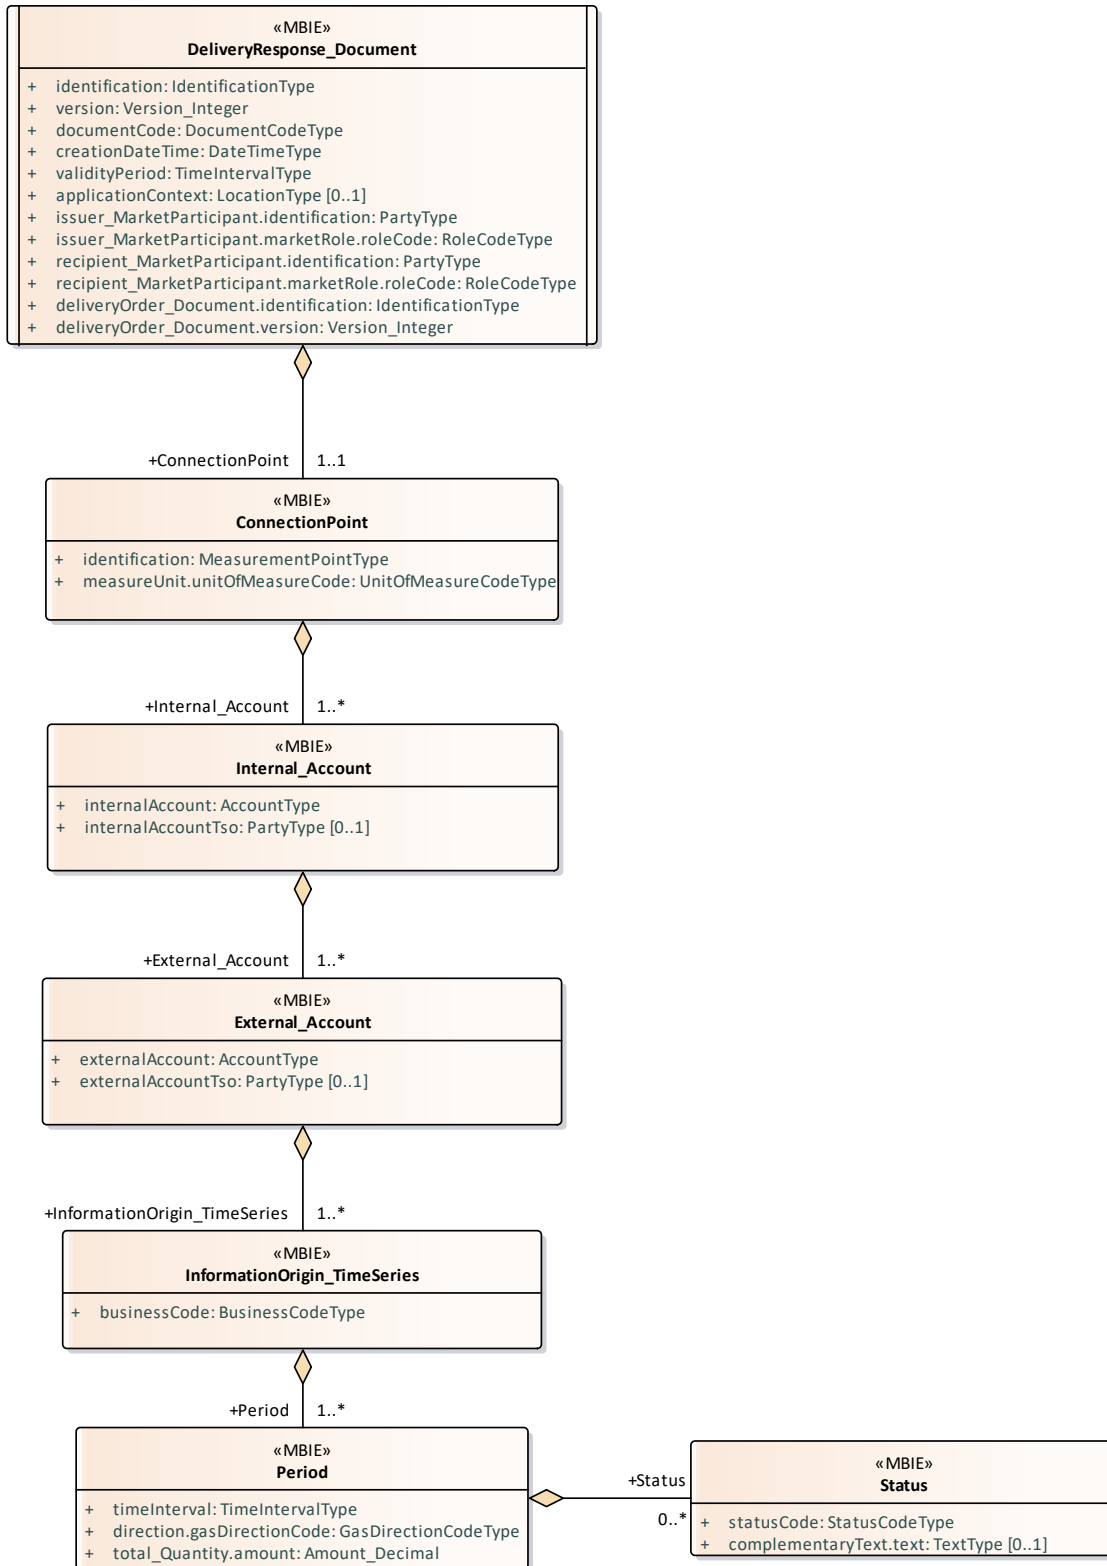 «MBIE»
DeliveryResponse_Document
+ identification: IdentificationType
+ version: Version_Integer
+ documentCode: DocumentCodeType
+ creationDateTime: DateTimeType
+ validityPeriod: TimeIntervalType
+ applicationContext: LocationType [0..1]
+ issuer_MarketParticipant.identification: PartyType
+ issuer_MarketParticipant.marketRole.roleCode: RoleCodeType
+ recipient_MarketParticipant.identification: PartyType
+ recipient_MarketParticipant.marketRole.roleCode: RoleCodeType
+ deliveryOrder_Document.identification: IdentificationType
+ deliveryOrder_Document.version: Version_Integer
+ConnectionPoint 1..1
«MBIE»
ConnectionPoint
+ identification: MeasurementPointType
+ measureUnit.unitOfMeasureCode: UnitOfMeasureCodeType
+Internal_Account 1..*
«MBIE»
Internal_Account
+ internalAccount: AccountType
+ internalAccountTso: PartyType [0..1]
+External_Account 1..*
«MBIE»
External_Account
+ externalAccount: AccountType
+ externalAccountTso: PartyType [0..1]
+InformationOrigin_TimeSeries 1..*
«MBIE»
InformationOrigin_TimeSeries
+ businessCode: BusinessCodeType
+Period 1..*
«MBIE»
Period
+ timeInterval: TimeIntervalType
+ direction.gasDirectionCode: GasDirectionCodeType
+ total_Quantity.amount: Amount_Decimal
+Status
0..*
«MBIE»
Status
+ statusCode: StatusCodeType
+ complementaryText.text: TextType [0..1]